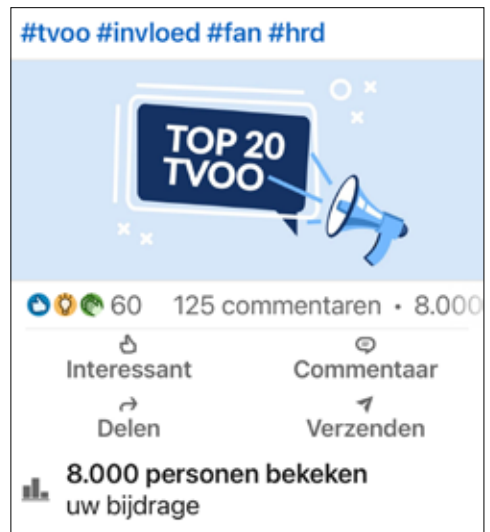 #tvoo #invloed #fan #hrd
TOP 20
TVOO
60 125 commentaren • 8.000
Interessant Commentaar
Delen Verzenden
8.000 personen bekeken
uw bijdrage